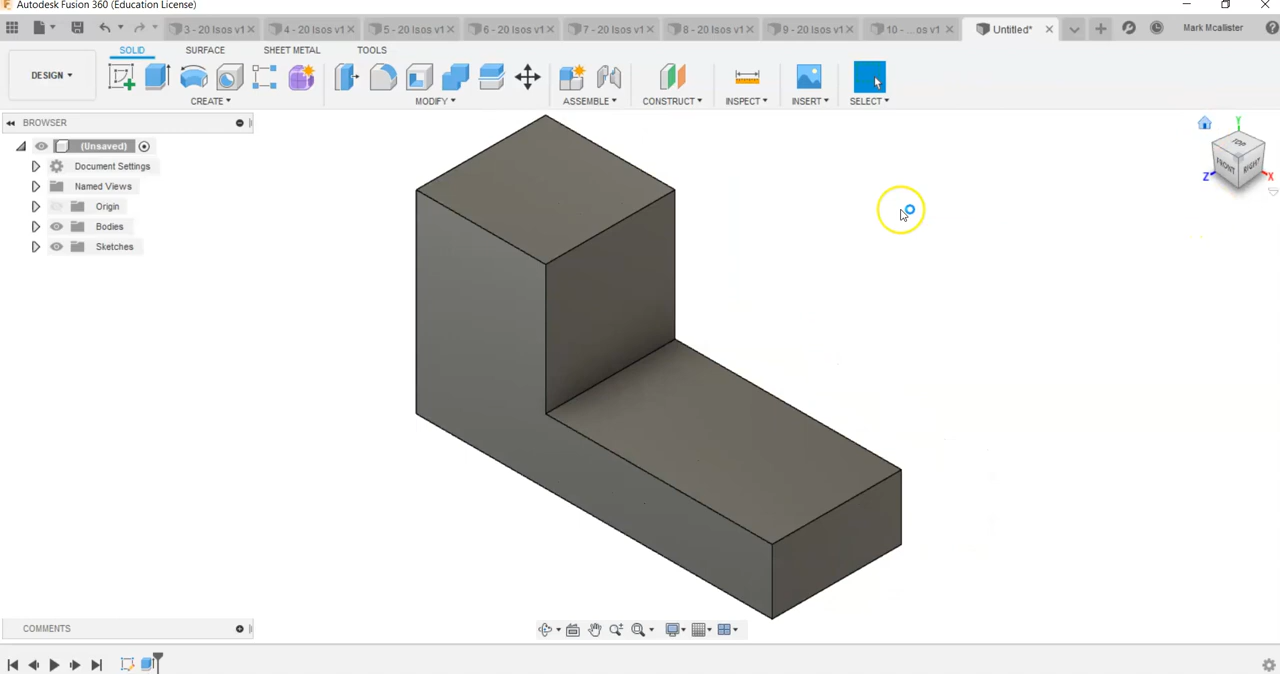 Autodesk Fusion 360 (Education License)
3 - 20 Isos v1
4 - 20 Isos v1
5 - 20 Isos v1
6 - 20 Isos v1
7 - 20 Isos v1
8 - 20 Isos v1
9 - 20 Isos v1
10 - ...os v1
Untitled*
Mark Mcalister
SOLID
SURFACE
SHEET METAL
TOOLS
DESIGN
CREATE
MODIFY
ASSEMBLE
CONSTRUCT
INSPECT
INSERT
SELECT
BROWSER
(Unsaved)
Document Settings
Named Views
Origin
Bodies
Sketches
Y
TOP
FRONT
RIGHT
Z
X
COMMENTS